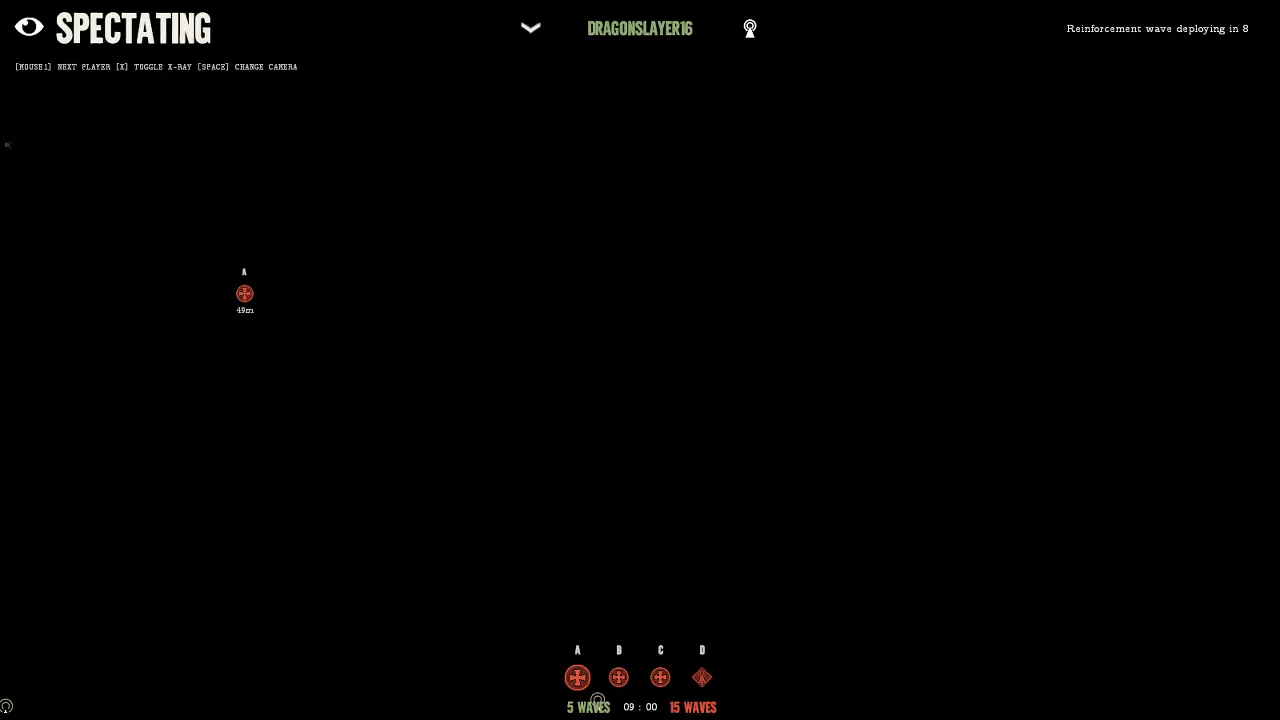 SPECTATING
DRAGONSLAYER16
Reinforcement wave deploying in 8
[MOUSE1] NEXT PLAYER [X] TOGGLE X-RAY [SPACE] CHANGE CAMERA
A
49m
A B C D
5 WAVES 09 : 00 15 WAVES